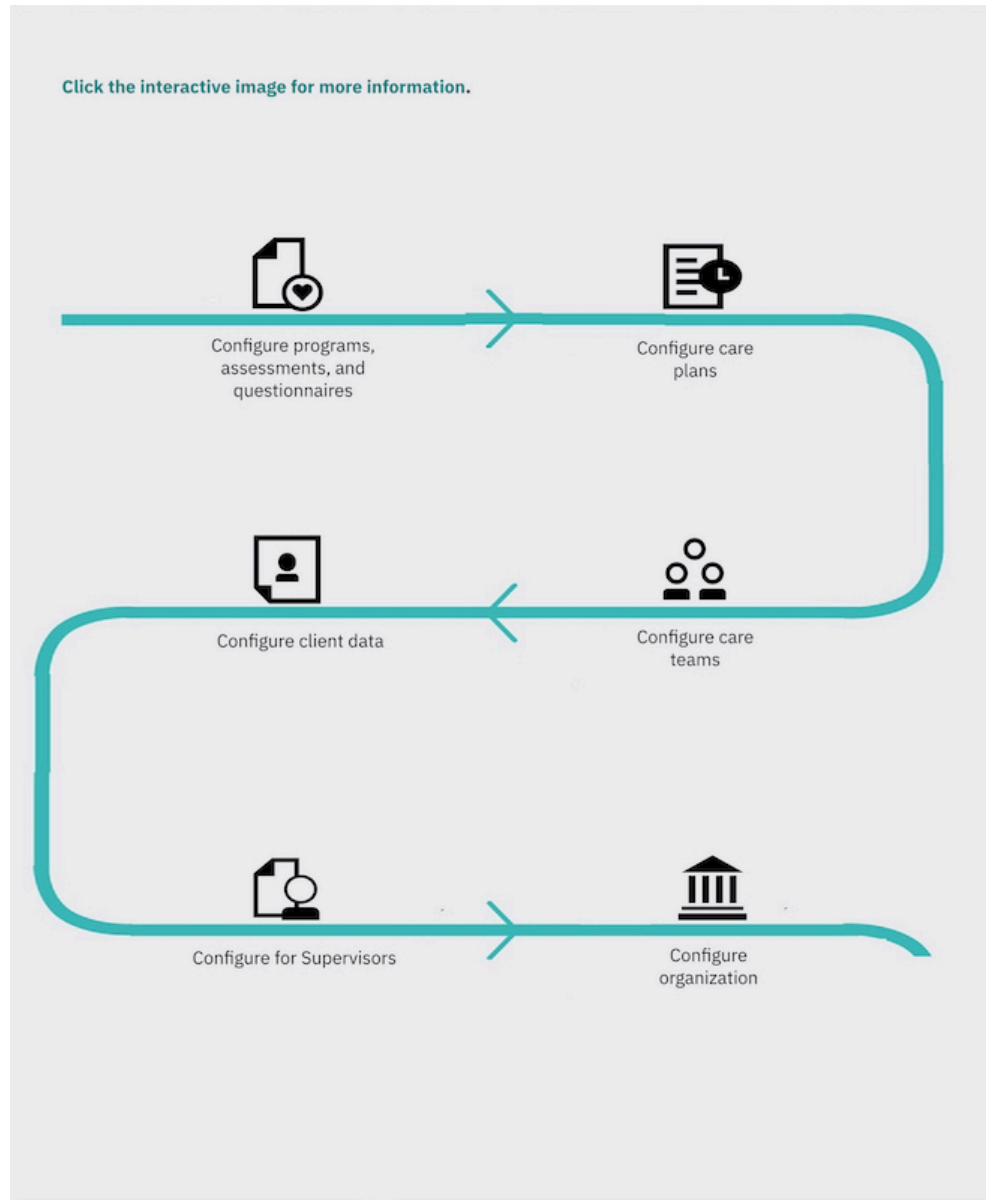 Click the interactive image for more information.
Configure programs,
assessments, and
questionnaires
Configure care
plans
Configure client data
Configure care
teams
Configure for Supervisors
Configure
organization